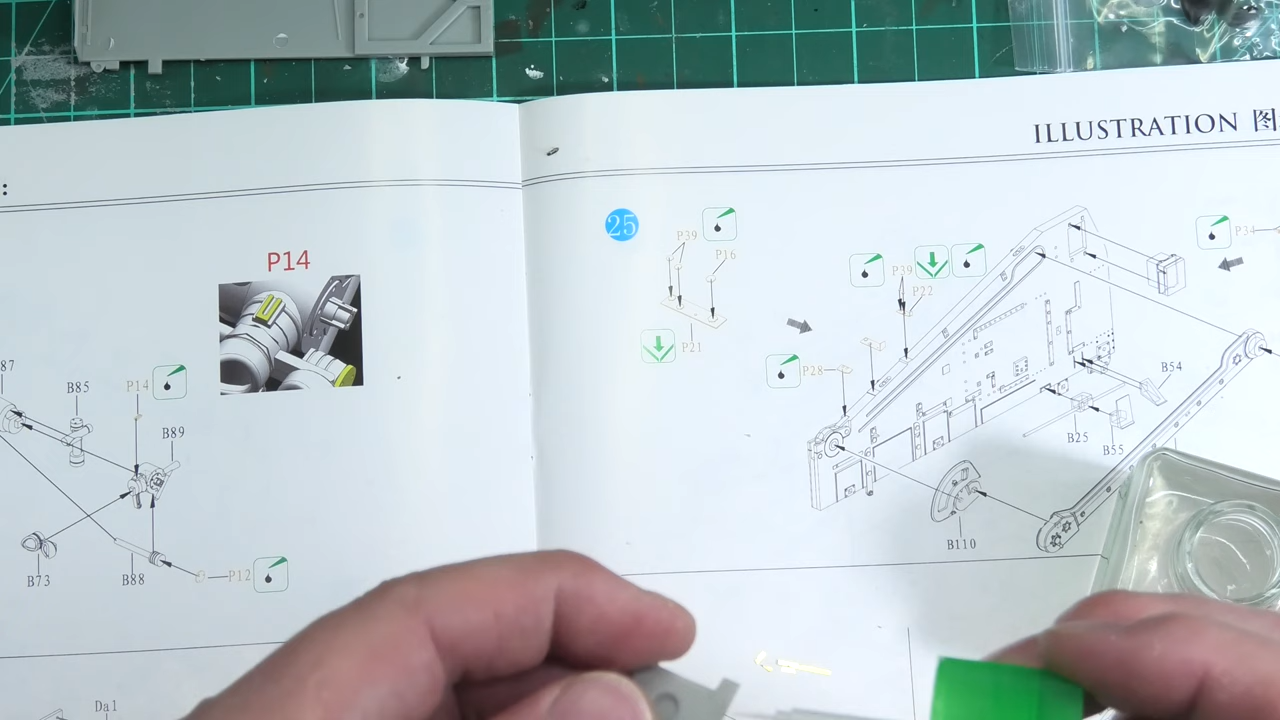 ILLUSTRATION 图
:
P14
87
B85
P14
B89
B73
B88
P12
Da1
25
P39
P16
P21
P39
P22
P28
P34
B54
B25
B55
B110